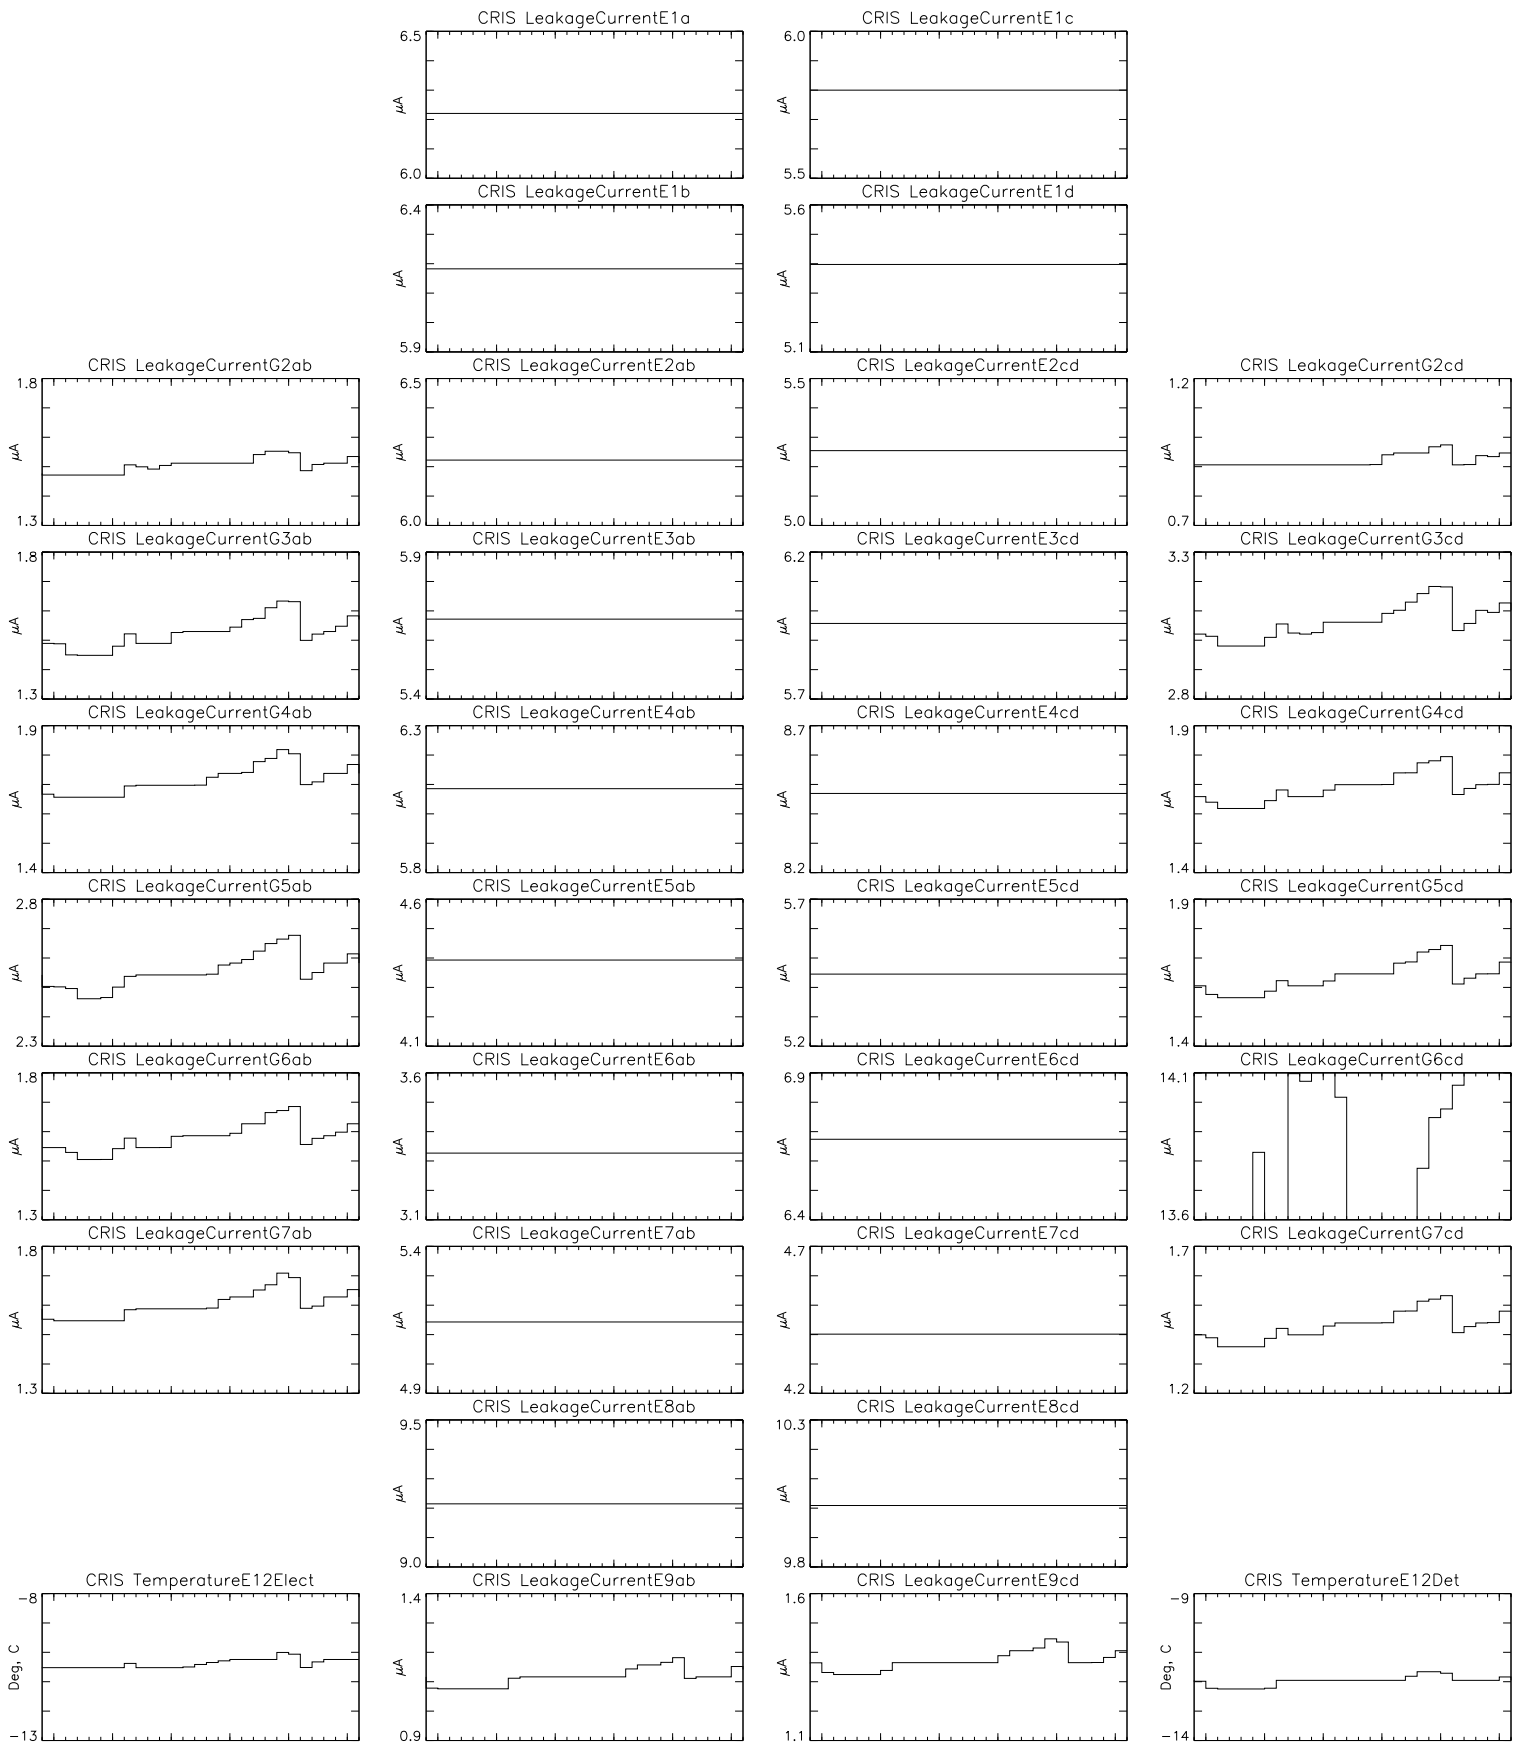 CRIS LeakageCurrentE1a
6.5
μA
6.0
CRIS LeakageCurrentE1c
6.0
μA
5.5
CRIS LeakageCurrentE1b
6.4
μA
5.9
CRIS LeakageCurrentE1d
5.6
μA
5.1
CRIS LeakageCurrentG2ab
1.8
μA
1.3
CRIS LeakageCurrentE2ab
6.5
μA
6.0
CRIS LeakageCurrentE2cd
5.5
μA
5.0
CRIS LeakageCurrentG2cd
1.2
μA
0.7
CRIS LeakageCurrentG3ab
1.8
μA
1.3
CRIS LeakageCurrentE3ab
5.9
μA
5.4
CRIS LeakageCurrentE3cd
6.2
μA
5.7
CRIS LeakageCurrentG3cd
3.3
μA
2.8
CRIS LeakageCurrentG4ab
1.9
μA
1.4
CRIS LeakageCurrentE4ab
6.3
μA
5.8
CRIS LeakageCurrentE4cd
8.7
μA
8.2
CRIS LeakageCurrentG4cd
1.9
μA
1.4
CRIS LeakageCurrentG5ab
2.8
μA
2.3
CRIS LeakageCurrentE5ab
4.6
μA
4.1
CRIS LeakageCurrentE5cd
5.7
μA
5.2
CRIS LeakageCurrentG5cd
1.9
μA
1.4
CRIS LeakageCurrentG6ab
1.8
μA
1.3
CRIS LeakageCurrentE6ab
3.6
μA
3.1
CRIS LeakageCurrentE6cd
6.9
μA
6.4
CRIS LeakageCurrentG6cd
14.1
μA
13.6
CRIS LeakageCurrentG7ab
1.8
μA
1.3
CRIS LeakageCurrentE7ab
5.4
μA
4.9
CRIS LeakageCurrentE7cd
4.7
μA
4.2
CRIS LeakageCurrentG7cd
1.7
μA
1.2
CRIS LeakageCurrentE8ab
9.5
μA
9.0
CRIS LeakageCurrentE8cd
10.3
μA
9.8
CRIS TemperatureE12Elect
-8
Deg, C
-13
CRIS LeakageCurrentE9ab
1.4
μA
0.9
CRIS LeakageCurrentE9cd
1.6
μA
1.1
CRIS TemperatureE12Det
-9
Deg, C
-14